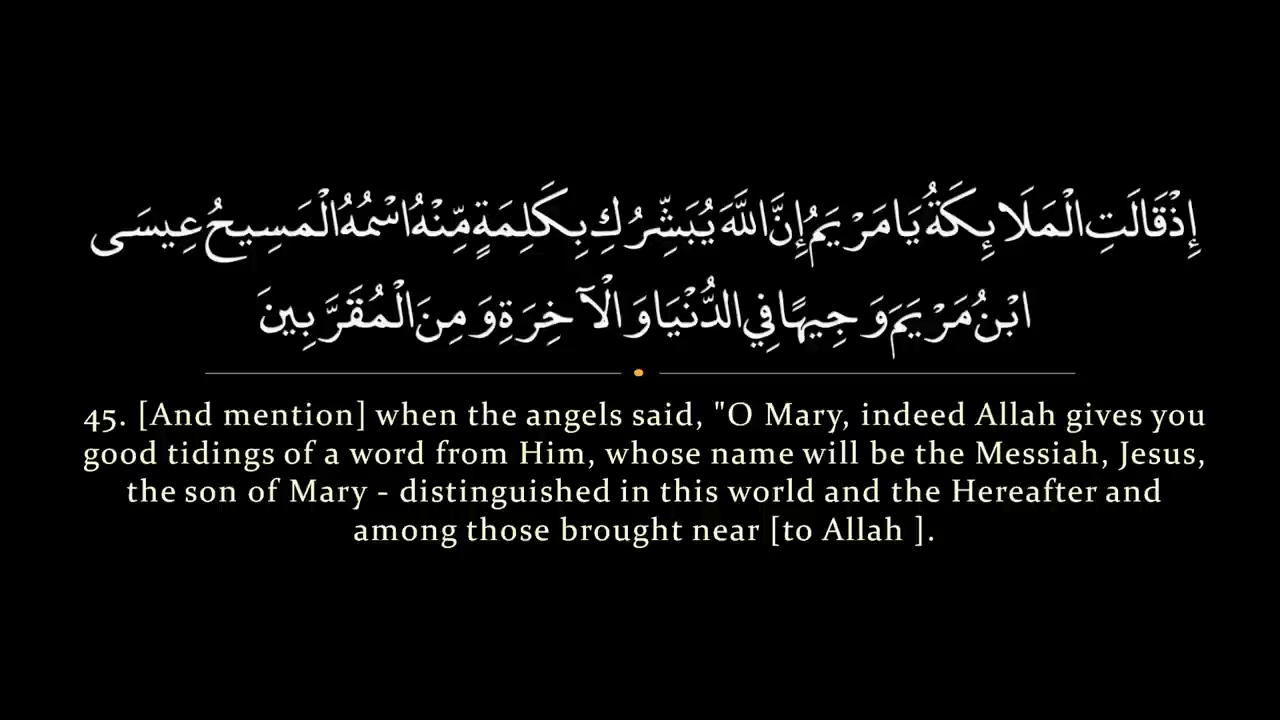 إِذْ قَالَتِ الْمَلَائِكَةُ يَا مَرْيَمُ إِنَّ اللَّهَ يُبَشِّرُكِ بِكَلِمَةٍ مِّنْهُ اسْمُهُ الْمَسِيحُ عِيسَى
ابْنُ مَرْيَمَ وَجِيهًا فِي الدُّنْيَا وَالْآخِرَةِ وَمِنَ الْمُقَرَّبِينَ
45. [And mention] when the angels said, "O Mary, indeed Allah gives you
good tidings of a word from Him, whose name will be the Messiah, Jesus,
the son of Mary - distinguished in this world and the Hereafter and
among those brought near [to Allah ].